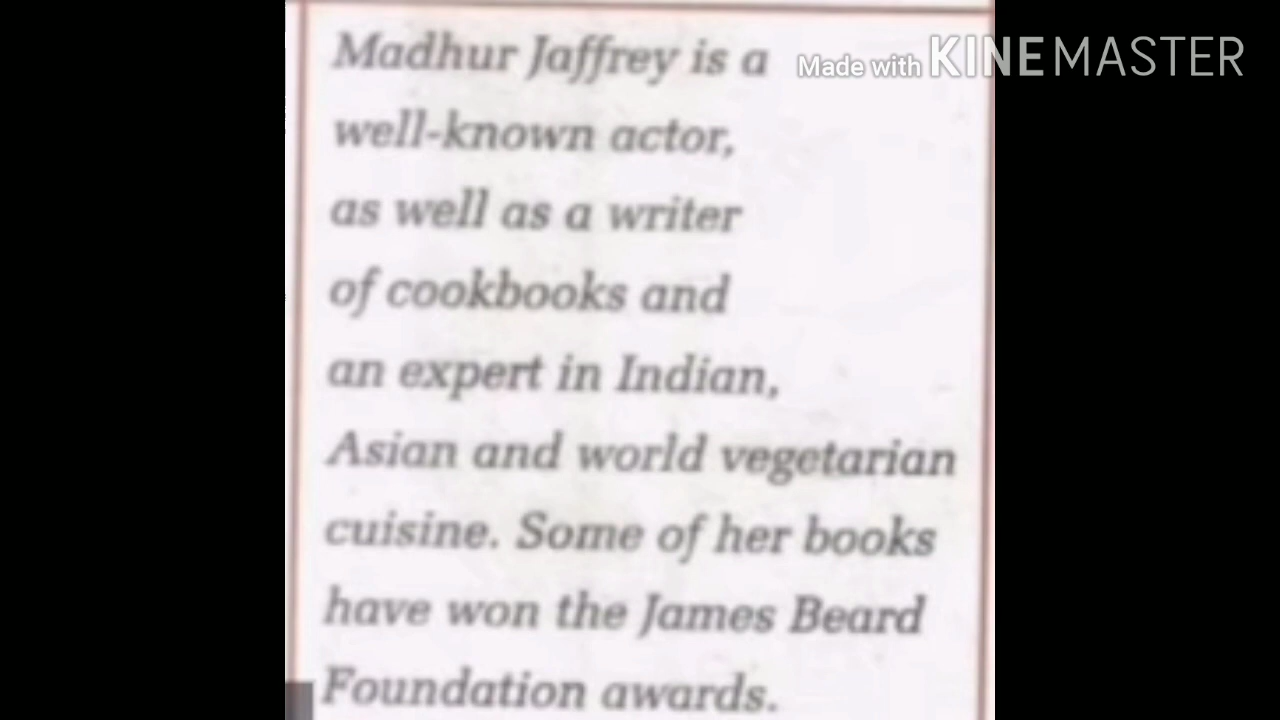 Madhur Jaffrey is a
Made with KINEMASTER
well-known actor,
as well as a writer
of cookbooks and
an expert in Indian,
Asian and world vegetarian
cuisine. Some of her books
have won the James Beard
Foundation awards.